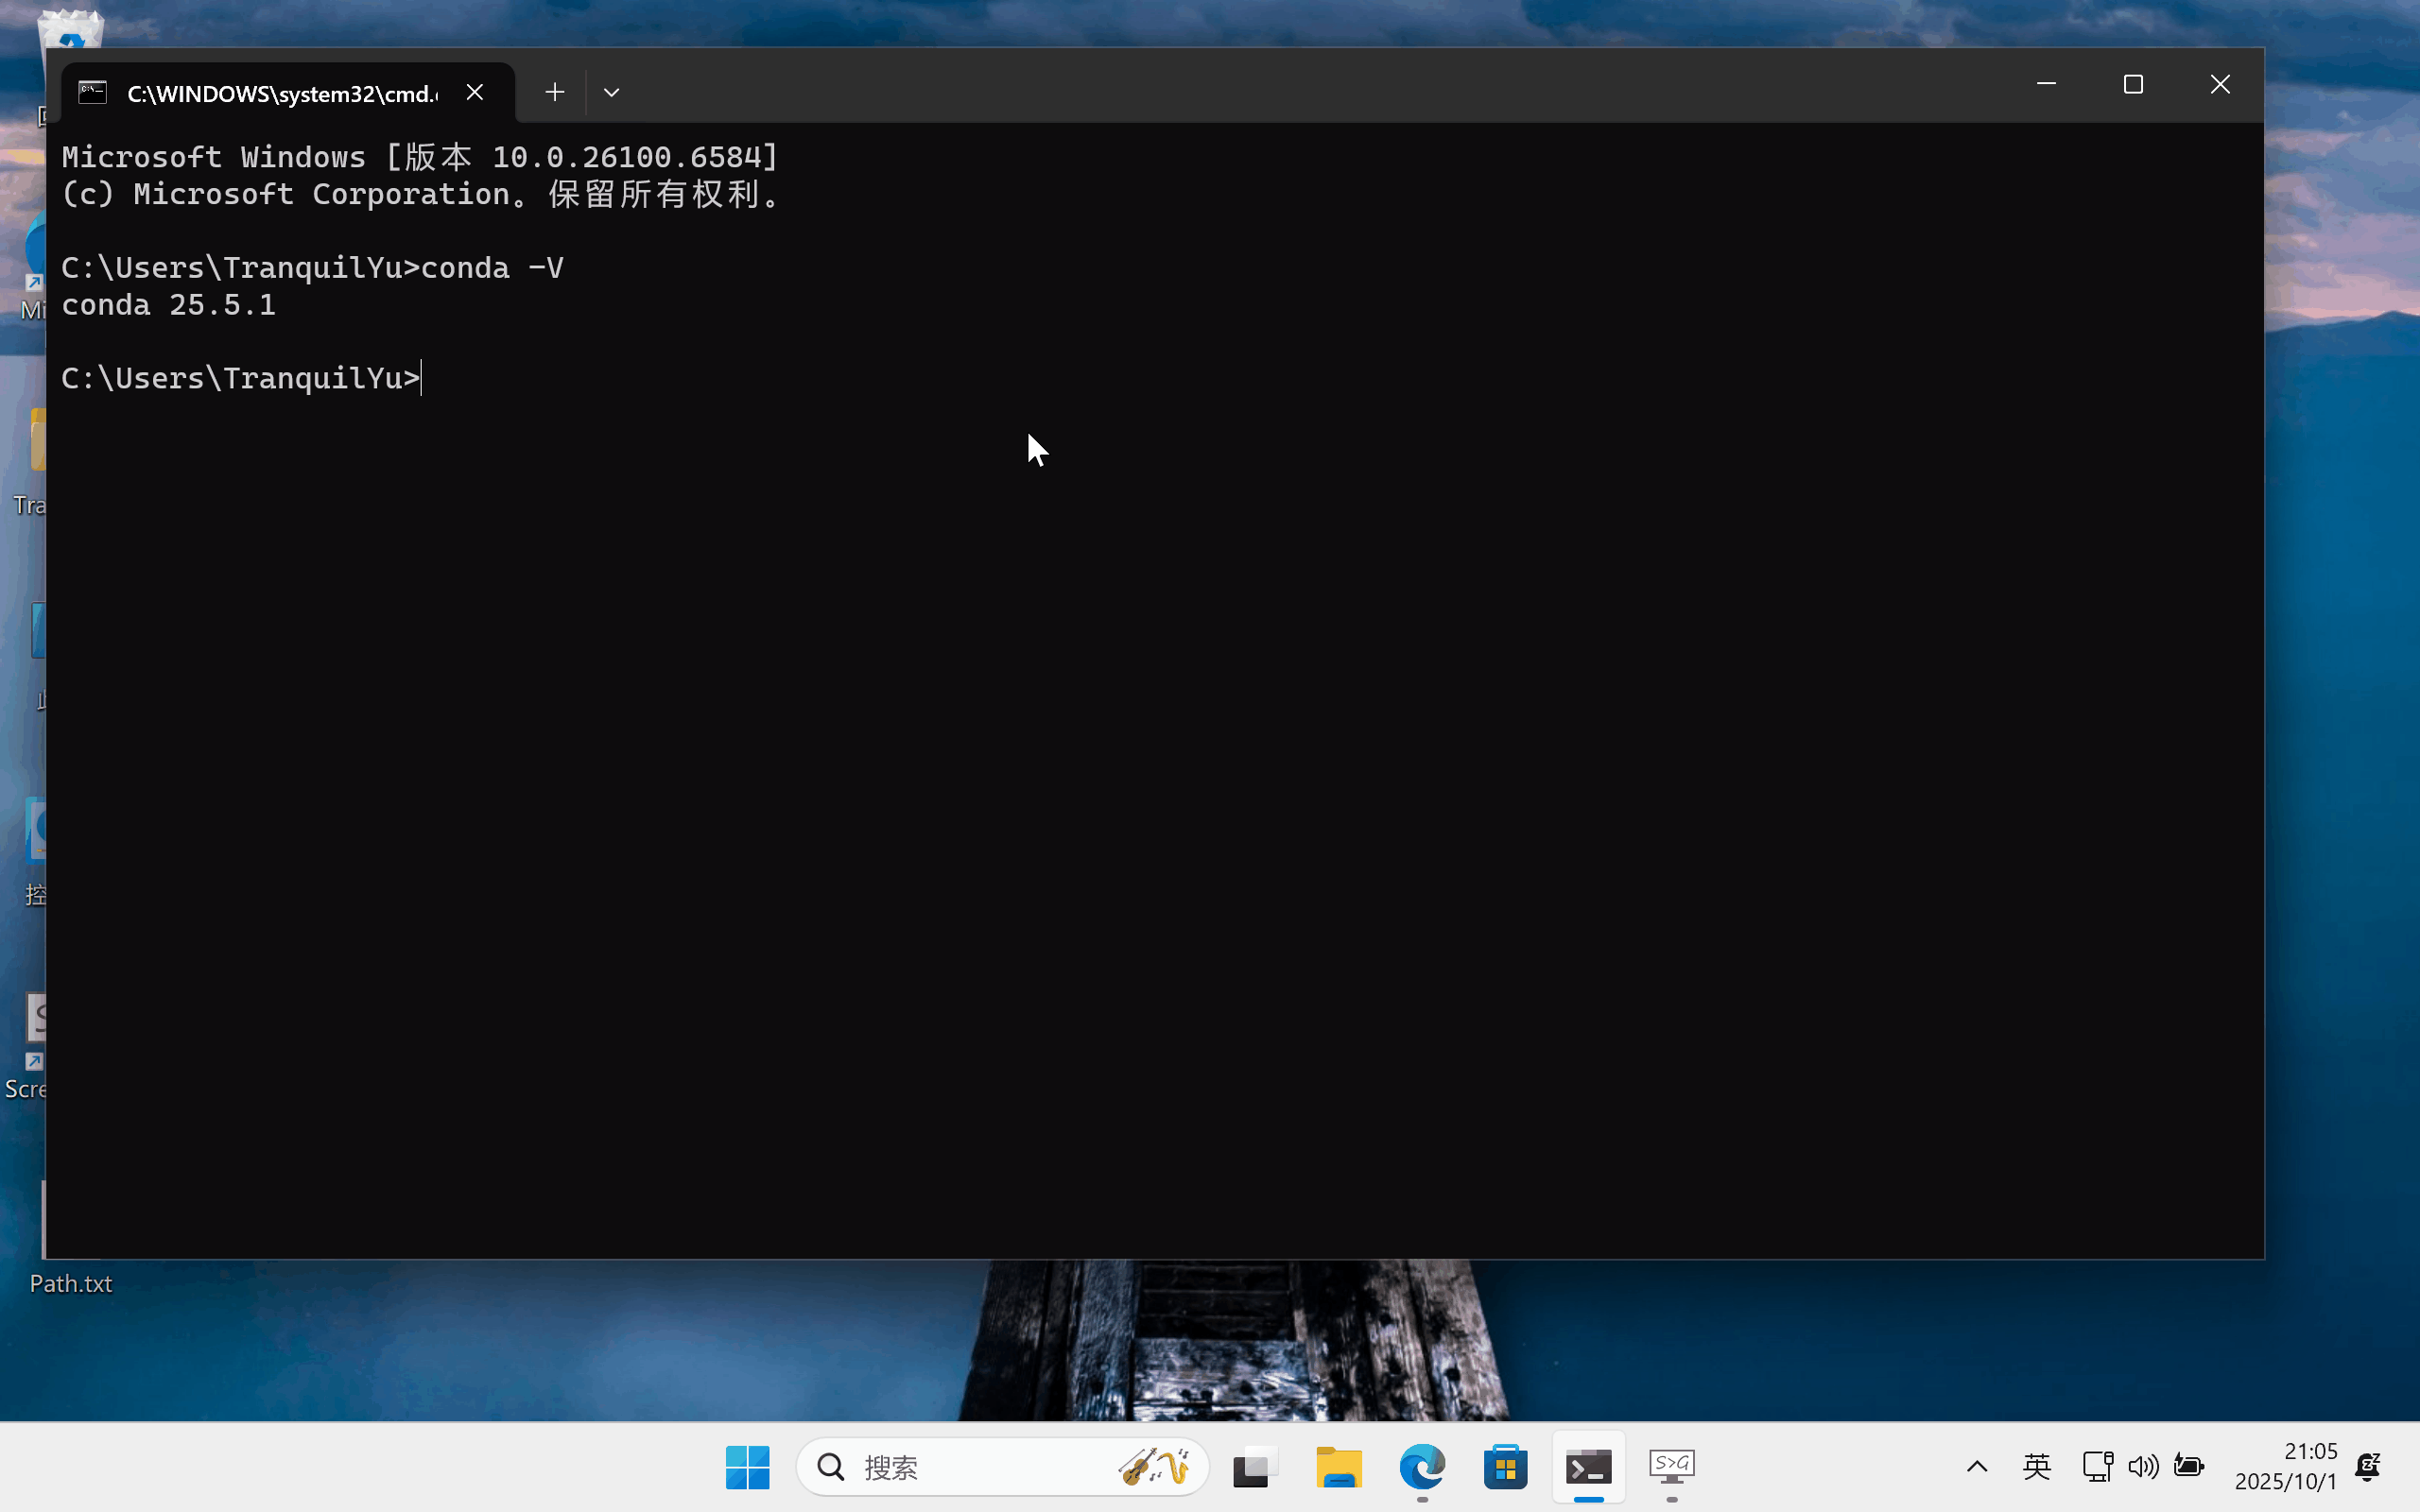 C:\WINDOWS\system32\cmd.
Microsoft Windows [版本 10.0.26100.6584]
(c) Microsoft Corporation。保留所有权利。
C:\Users\TranquilYu>conda -V
conda 25.5.1
C:\Users\TranquilYu>
Mi
Tra
控
Scre
Path.txt
搜索
S>G
英
21:05
2025/10/1